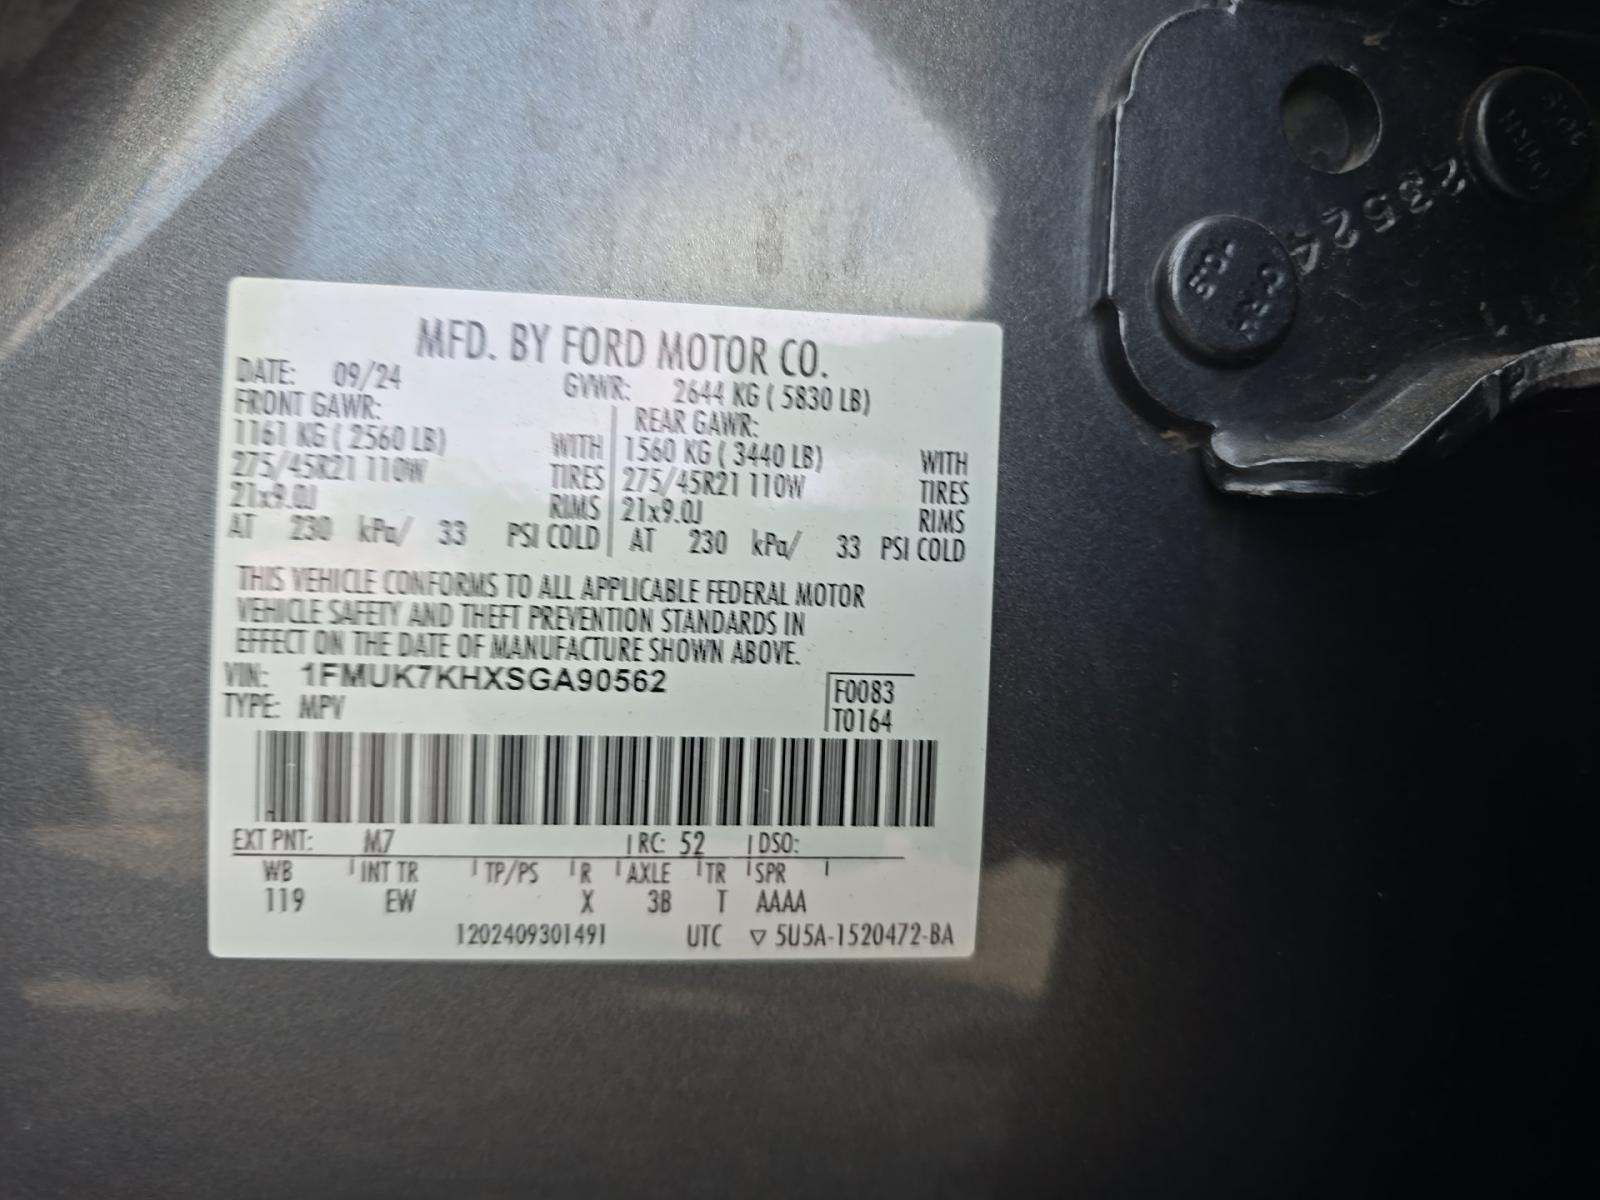 MFD. BY FORD MOTOR CO.
DATE: 09/24 GVWR: 2644 KG ( 5830 LB)
FRONT GAWR: REAR GAWR:
1161 KG ( 2560 LB) WITH 1560 KG ( 3440 LB) WITH
275/45R21 110W TIRES 275/45R21 110W TIRES
21x9.0J RIMS 21x9.0J RIMS
AT 230 kPa/ 33 PSI COLD AT 230 kPa/ 33 PSI COLD
THIS VEHICLE CONFORMS TO ALL APPLICABLE FEDERAL MOTOR
VEHICLE SAFETY AND THEFT PREVENTION STANDARDS IN
EFFECT ON THE DATE OF MANUFACTURE SHOWN ABOVE.
VIN: 1FMUK7KHXSGA90562
TYPE: MPV
F0083
T0164
EXT PNT: M7 RC: 52 DSO:
WB INT TR TP/PS R AXLE TR SPR
119 EW X 3B T AAAA
1202409301491 UTC ▽ 5U5A-1520472-BA
23524